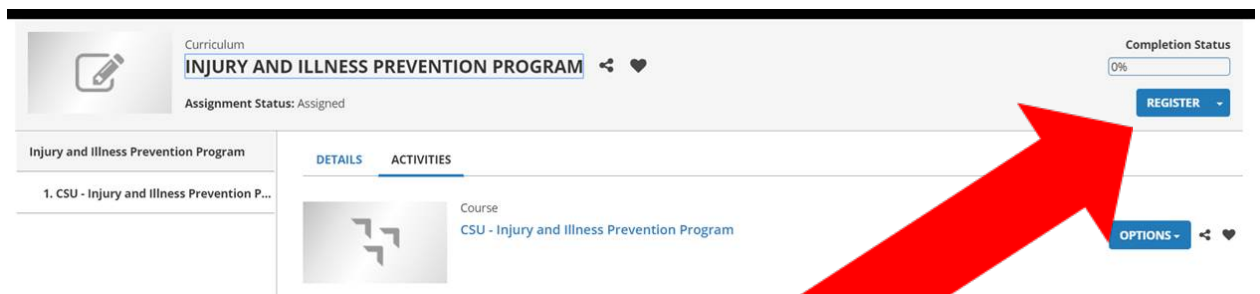 Curriculum
INJURY AND ILLNESS PREVENTION PROGRAM
Assignment Status: Assigned
Completion Status
0%
REGISTER
Injury and Illness Prevention Program
1. CSU - Injury and Illness Prevention P...
DETAILS ACTIVITIES
Course
CSU - Injury and Illness Prevention Program
OPTIONS